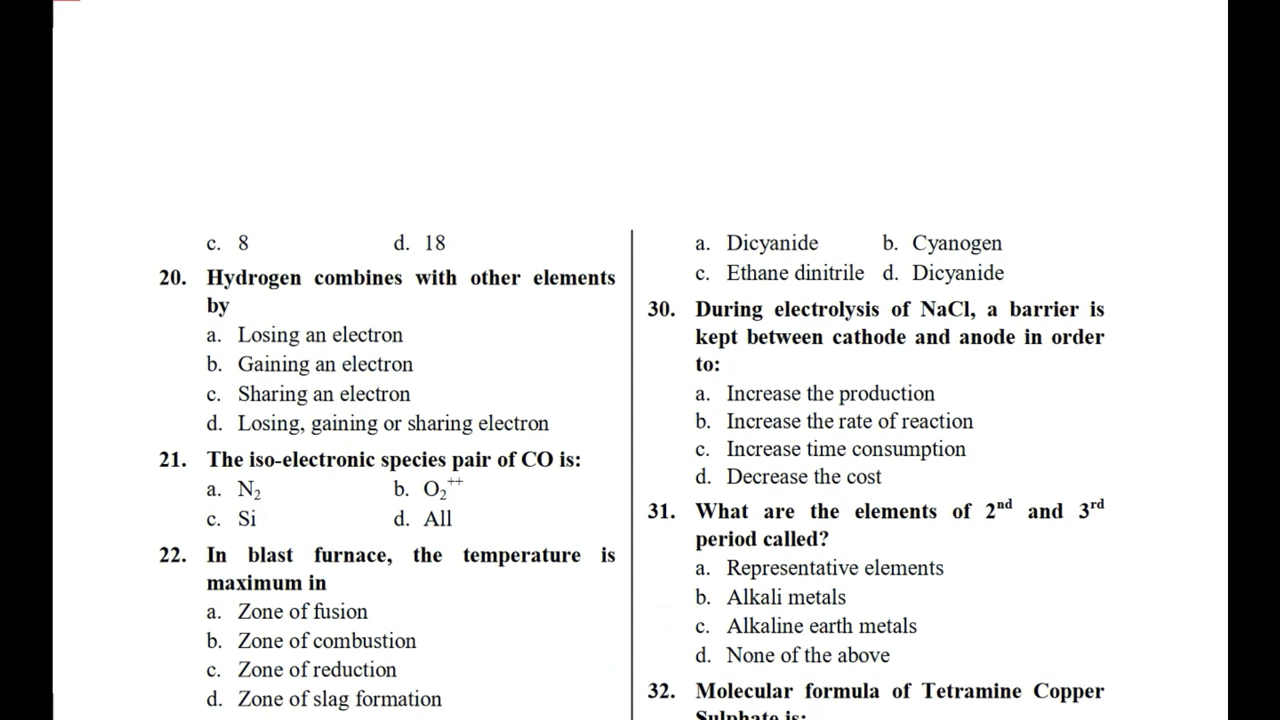 c. 8 d. 18
20. Hydrogen combines with other elements
by
a. Losing an electron
b. Gaining an electron
c. Sharing an electron
d. Losing, gaining or sharing electron
21. The iso-electronic species pair of CO is:
a. N₂ b. O₂⁺⁺
c. Si d. All
22. In blast furnace, the temperature is
maximum in
a. Zone of fusion
b. Zone of combustion
c. Zone of reduction
d. Zone of slag formation
a. Dicyanide b. Cyanogen
c. Ethane dinitrile d. Dicyanide
30. During electrolysis of NaCl, a barrier is
kept between cathode and anode in order
to:
a. Increase the production
b. Increase the rate of reaction
c. Increase time consumption
d. Decrease the cost
31. What are the elements of 2ⁿᵈ and 3ʳᵈ
period called?
a. Representative elements
b. Alkali metals
c. Alkaline earth metals
d. None of the above
32. Molecular formula of Tetramine Copper
Sulphate is: